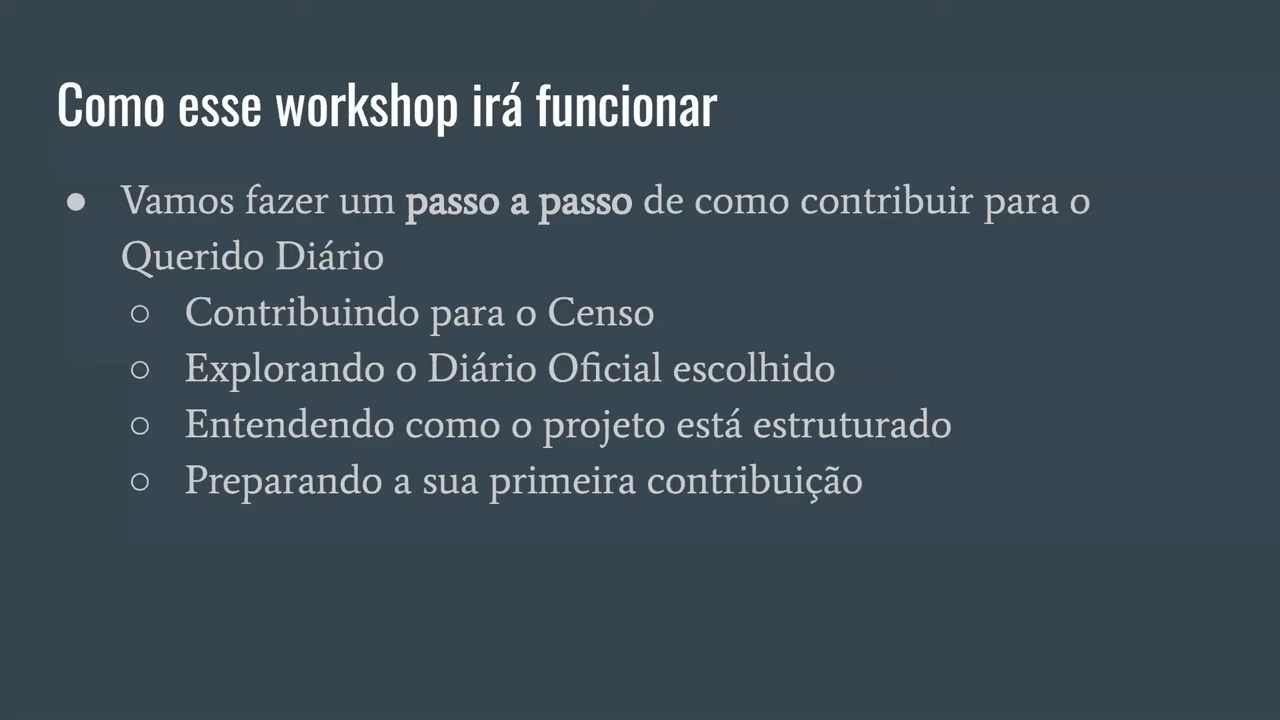 Como esse workshop irá funcionar
● Vamos fazer um passo a passo de como contribuir para o
Querido Diário
○ Contribuindo para o Censo
○ Explorando o Diário Oficial escolhido
○ Entendendo como o projeto está estruturado
○ Preparando a sua primeira contribuição